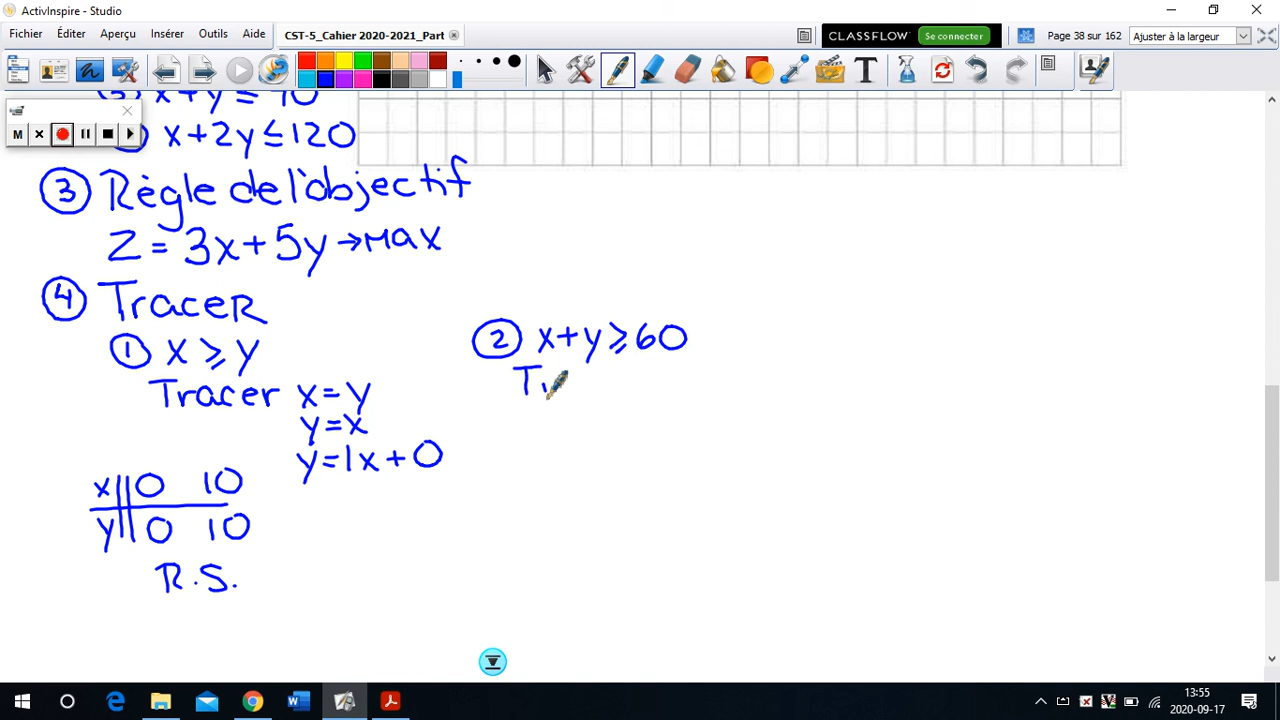 ActivInspire - Studio
Fichier Éditer Aperçu Insérer Outils Aide
CST-5_Cahier 2020-2021_Part
CLASSFLOW Se connecter
Page 38 sur 162
Ajuster à la largeur
M
x+2y≤120
③ Règle de l'objectif
Z = 3x+5y→Max
④ Tracer
① x ≥ y
Tracer x=y
y=x
y=1x+0
x 0 10
y 0 10
R.S.
② x+y≥60
13:55
2020-09-17